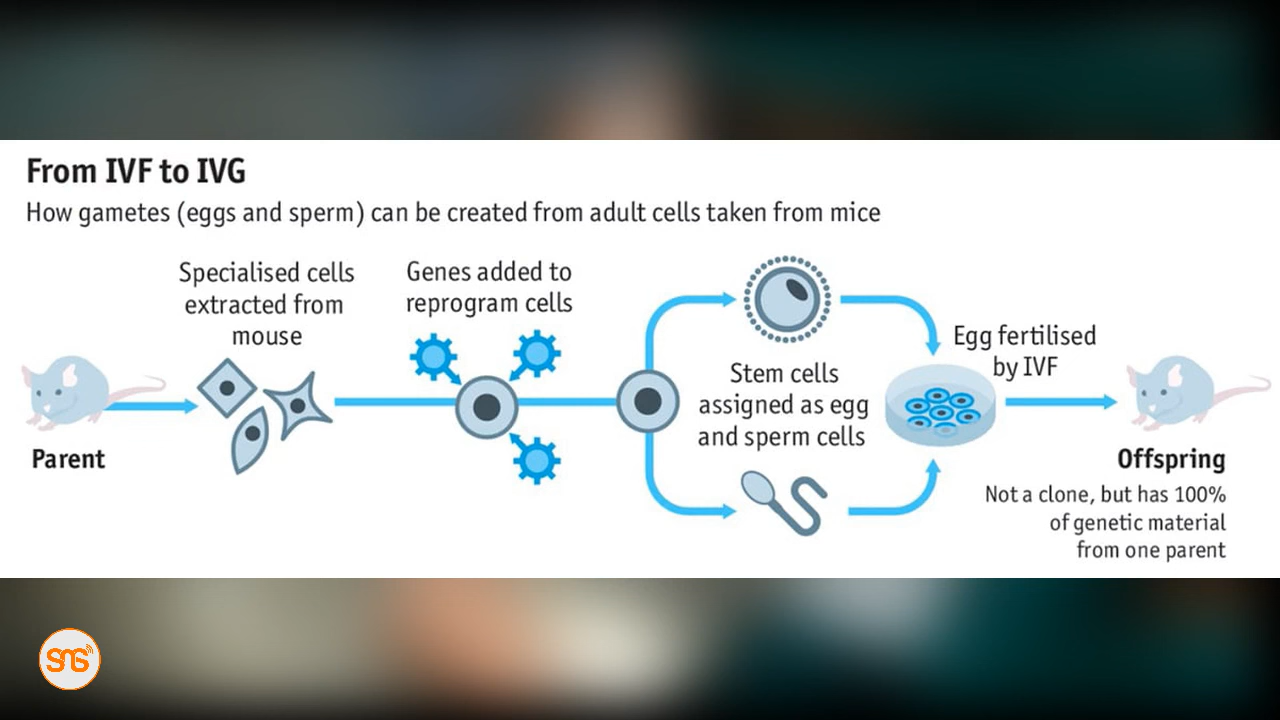 From IVF to IVG
How gametes (eggs and sperm) can be created from adult cells taken from mice
Specialised cells
extracted from
mouse
Genes added to
reprogram cells
Stem cells
assigned as egg
and sperm cells
Egg fertilised
by IVF
Parent
Offspring
Not a clone, but has 100%
of genetic material
from one parent
SNS